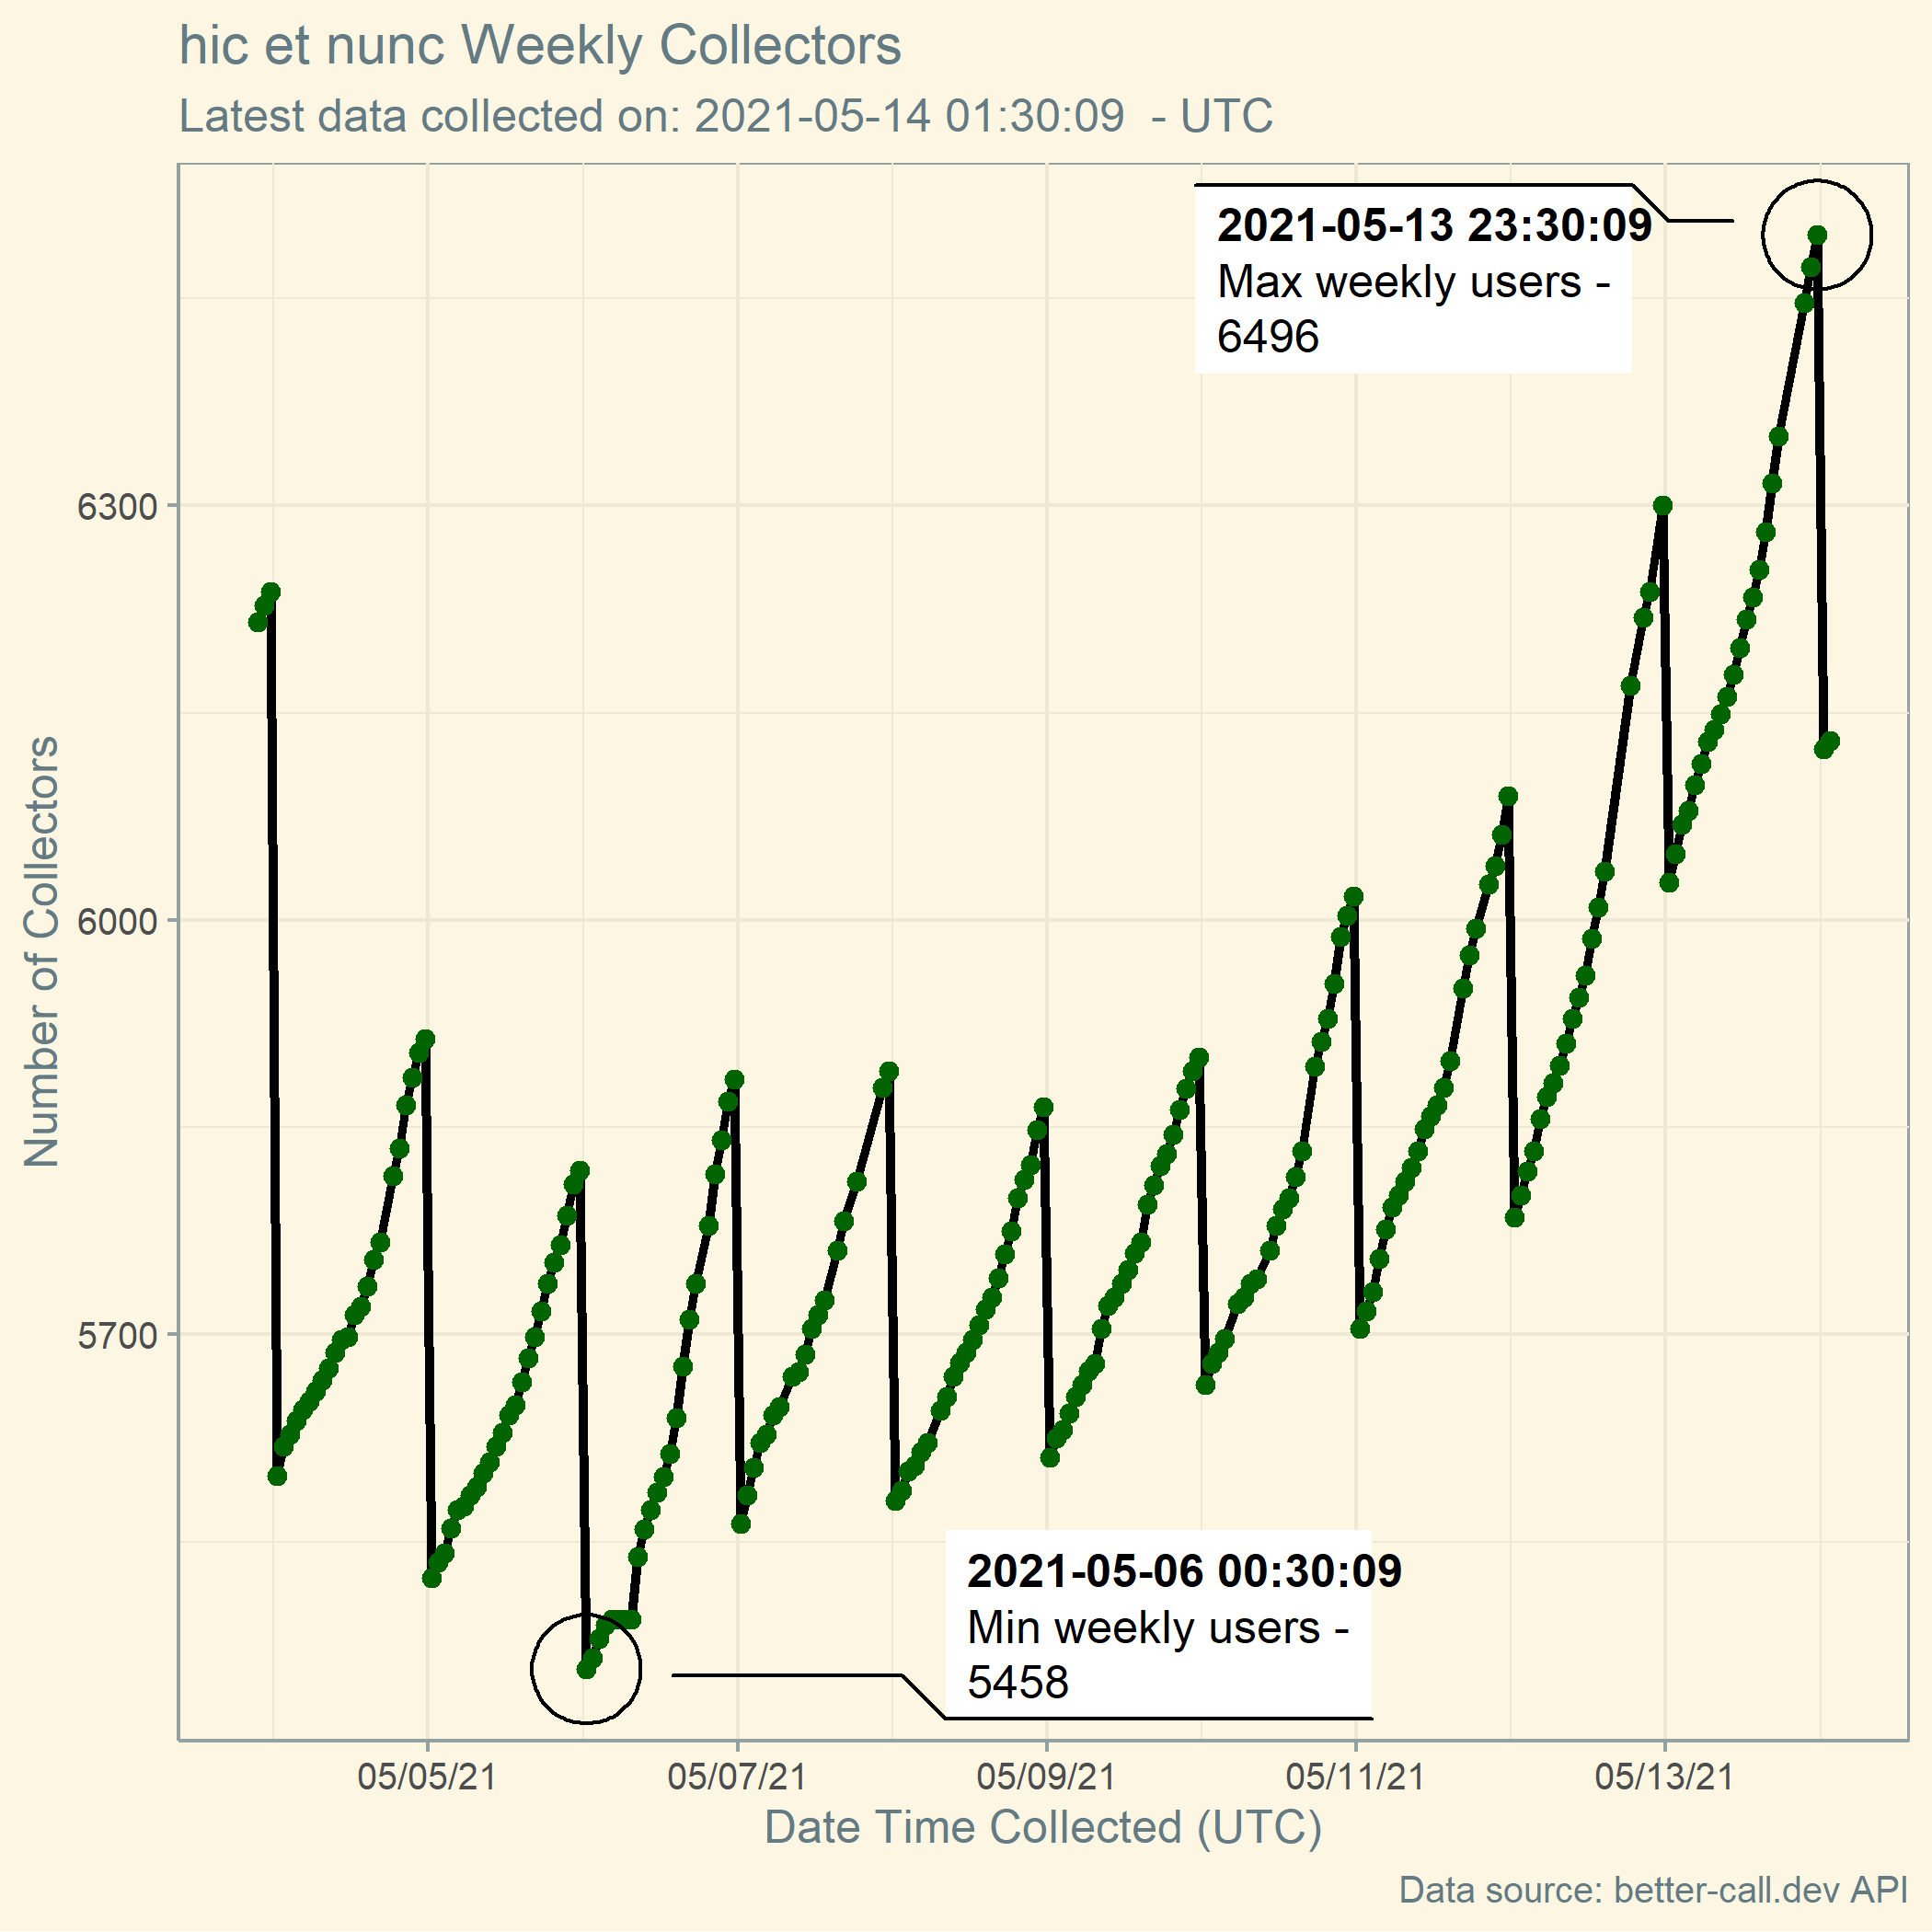 hic et nunc Weekly Collectors
Latest data collected on: 2021-05-14 01:30:09  - UTC
2021-05-13 23:30:09
Max weekly users -
6496
6300
6000
5700
Number of Collectors
2021-05-06 00:30:09
Min weekly users -
5458
05/05/21 05/07/21 05/09/21 05/11/21 05/13/21
Date Time Collected (UTC)
Data source: better-call.dev API